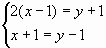 2(x−1) = y+1
x+1 = y−1